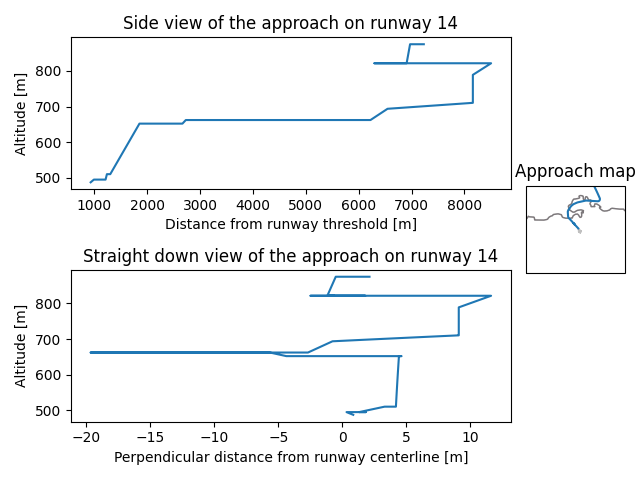 Side view of the approach on runway 14
Altitude [m]
800
700
600
500
1000 2000 3000 4000 5000 6000 7000 8000
Distance from runway threshold [m]
Approach map
Straight down view of the approach on runway 14
Altitude [m]
800
700
600
500
−20 −15 −10 −5 0 5 10
Perpendicular distance from runway centerline [m]